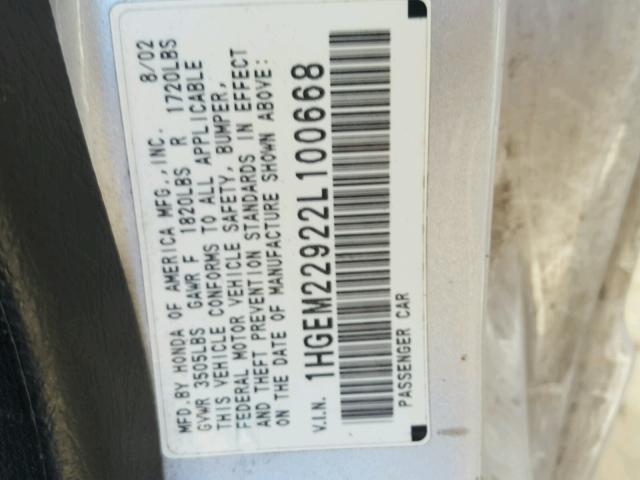 MFD.BY HONDA OF AMERICA MFG.,INC. 8/02
GVWR 3505LBS GAWR F 1820LBS R 1720LBS
THIS VEHICLE CONFORMS TO ALL APPLICABLE
FEDERAL MOTOR VEHICLE SAFETY, BUMPER,
AND THEFT PREVENTION STANDARDS IN EFFECT
ON THE DATE OF MANUFACTURE SHOWN ABOVE:
V.I.N. 1HGEM22922L100668
PASSENGER CAR